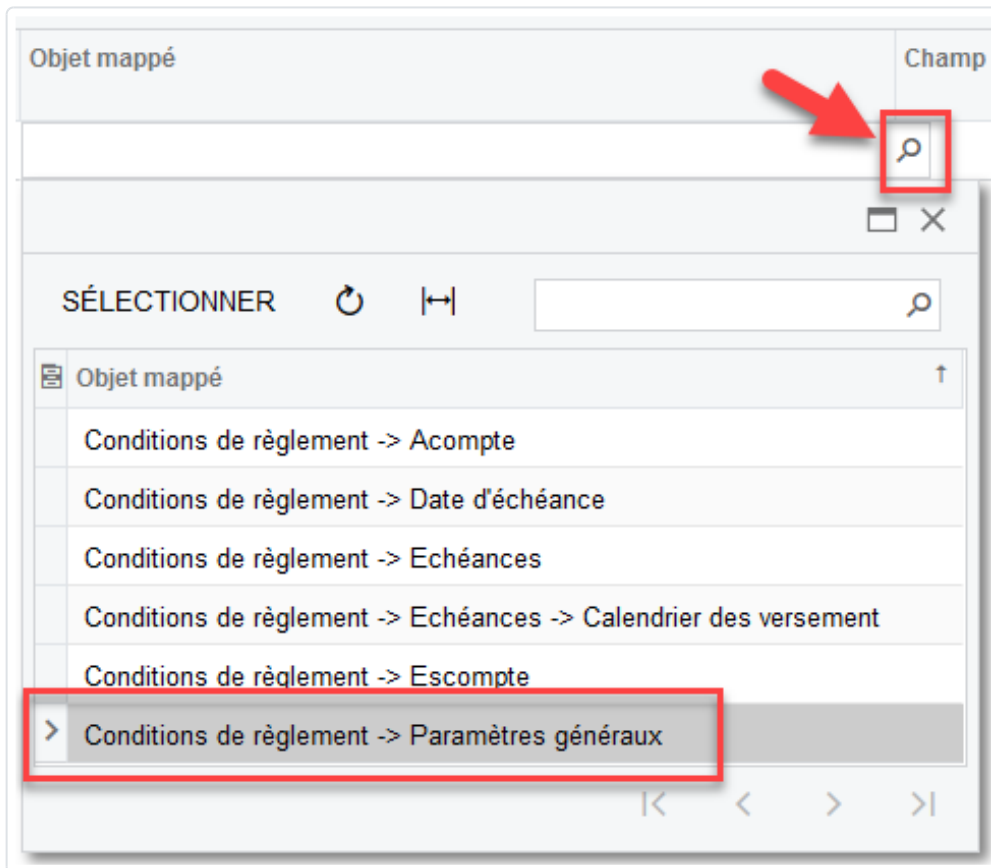 Objet mappé Champ
SÉLECTIONNER
Objet mappé
Conditions de règlement -> Acompte
Conditions de règlement -> Date d'échéance
Conditions de règlement -> Echéances
Conditions de règlement -> Echéances -> Calendrier des versement
Conditions de règlement -> Escompte
Conditions de règlement -> Paramètres généraux